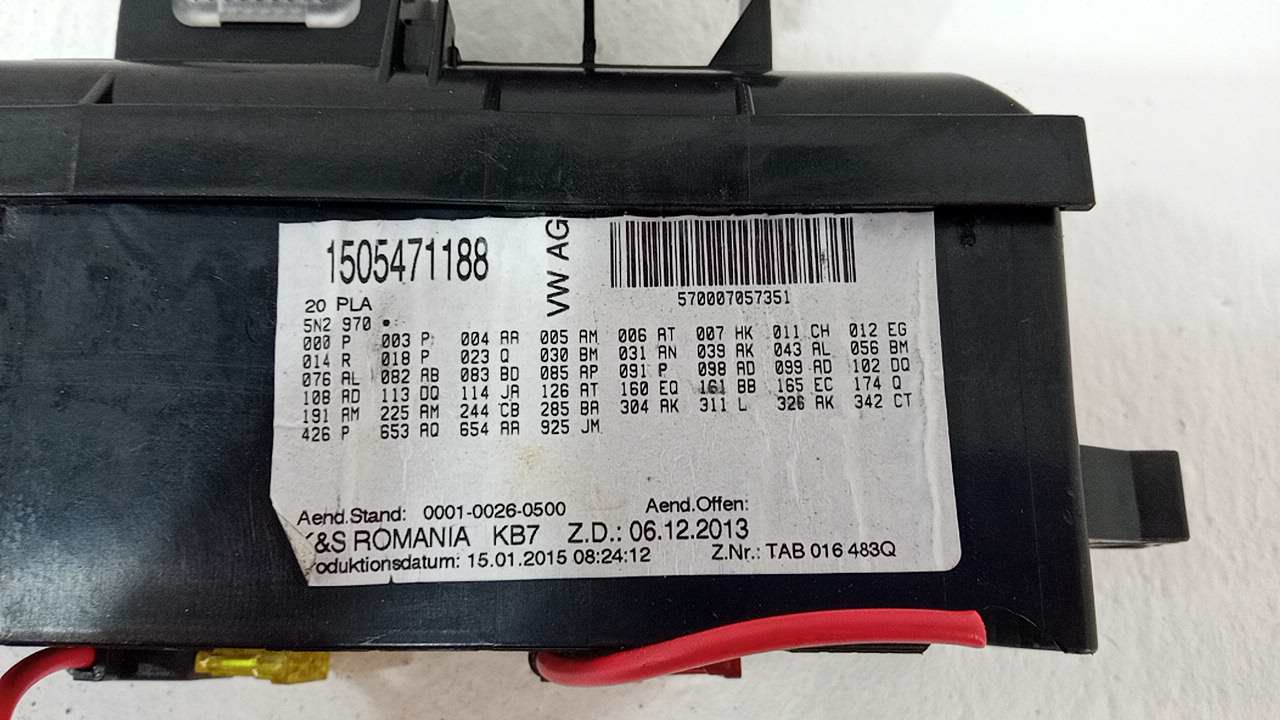 1505471188
VW AG
570007057351
20 PLA
5N2 970
000 P 003 P 004 AA 005 AM 006 AT 007 HK 011 CH 012 EG
014 R 018 P 023 Q 030 BM 031 AN 039 AK 043 AL 056 BM
076 AL 082 AB 083 BD 085 AP 091 P 098 AD 099 AD 102 DQ
108 AD 113 DQ 114 JA 126 AT 160 EQ 161 BB 165 EC 174 Q
191 AM 225 AM 244 CB 285 BA 304 AK 311 L 326 AK 342 CT
426 P 653 AQ 654 AA 925 JM
Aend.Stand: 0001-0026-0500 Aend.Offen:
&S ROMANIA KB7 Z.D.: 06.12.2013
oduktionsdatum: 15.01.2015 08:24:12 Z.Nr.: TAB 016 483Q